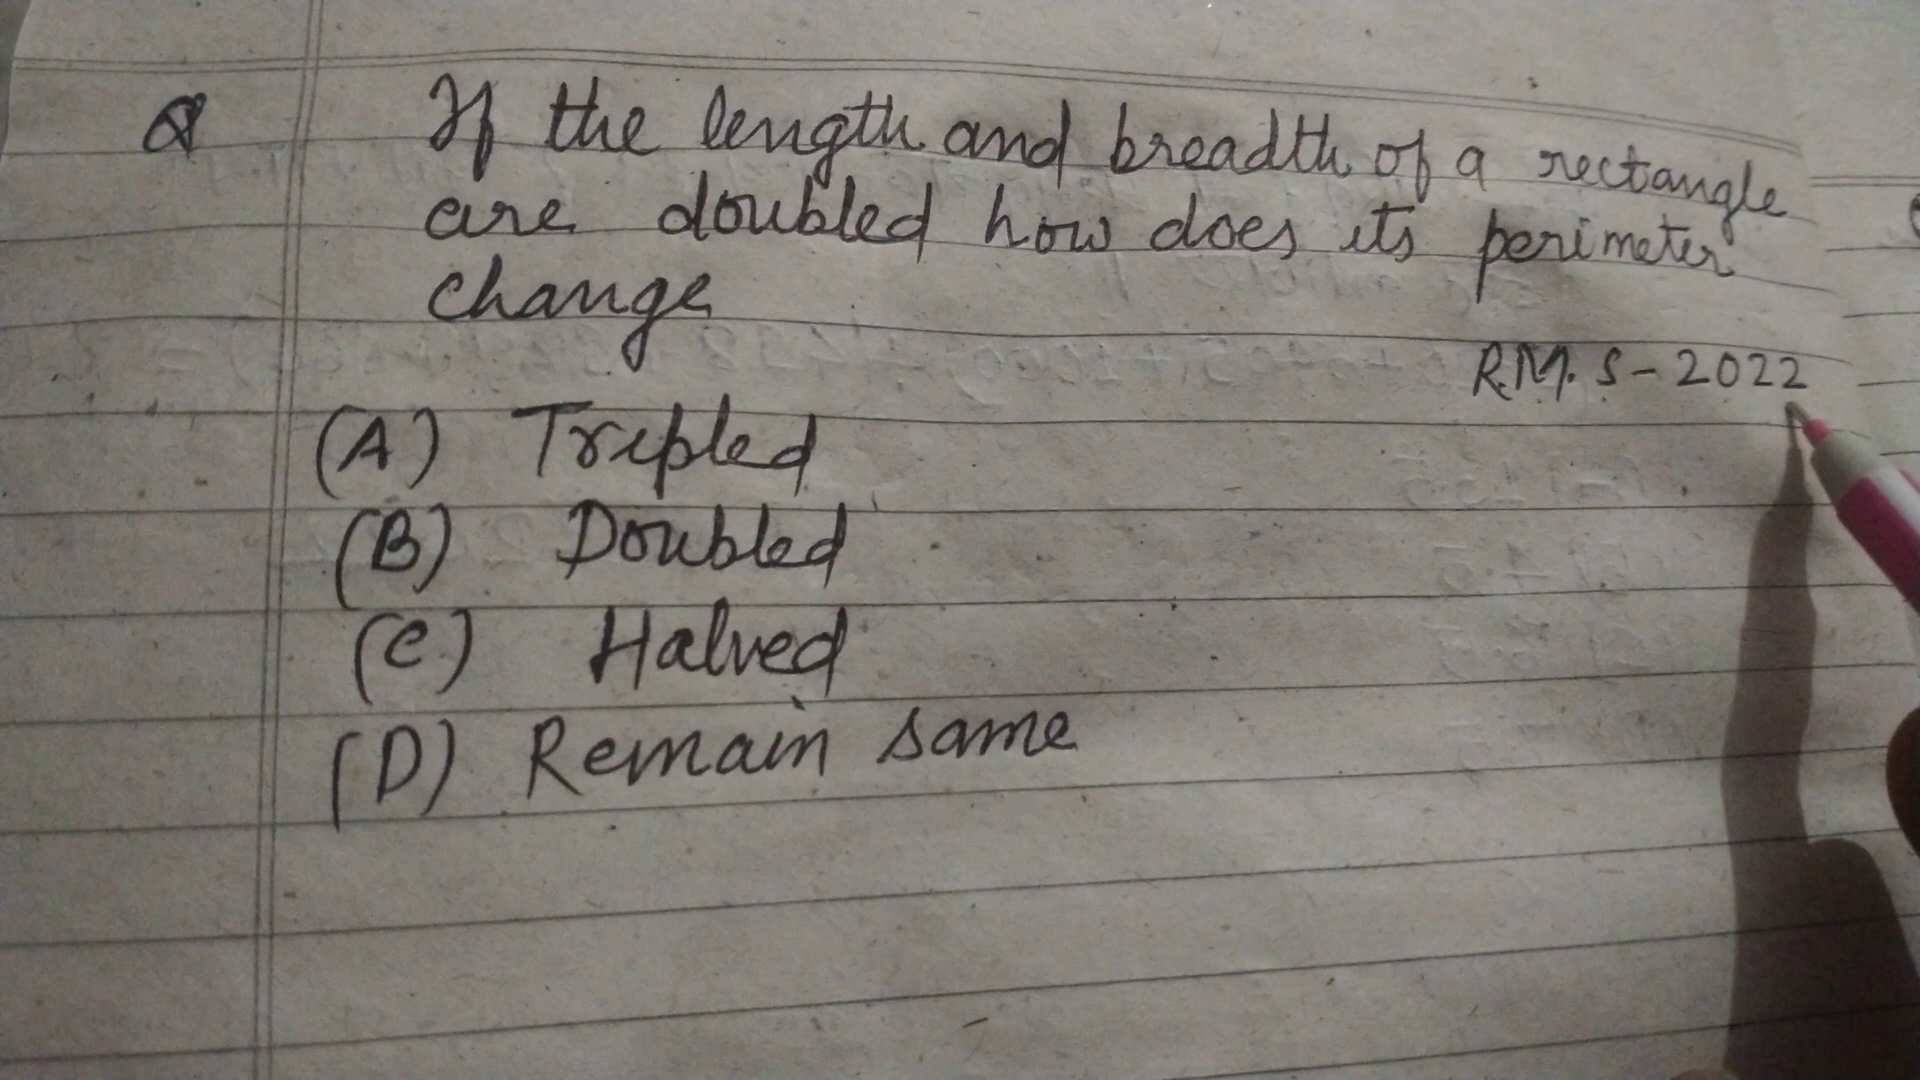 Q If the length and breadth of a rectangle
are doubled how does its perimeter
change
R.M.S-2022
(A) Tripled
(B) Doubled
(C) Halved
(D) Remain same